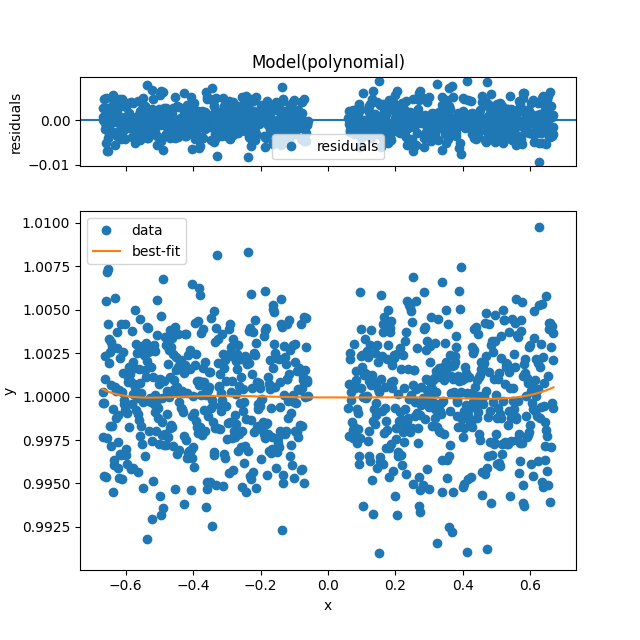 Model(polynomial)
residuals
0.00
−0.01
residuals
1.0100
1.0075
1.0050
1.0025
1.0000
0.9975
0.9950
0.9925
y
data
best-fit
−0.6 −0.4 −0.2 0.0 0.2 0.4 0.6
x